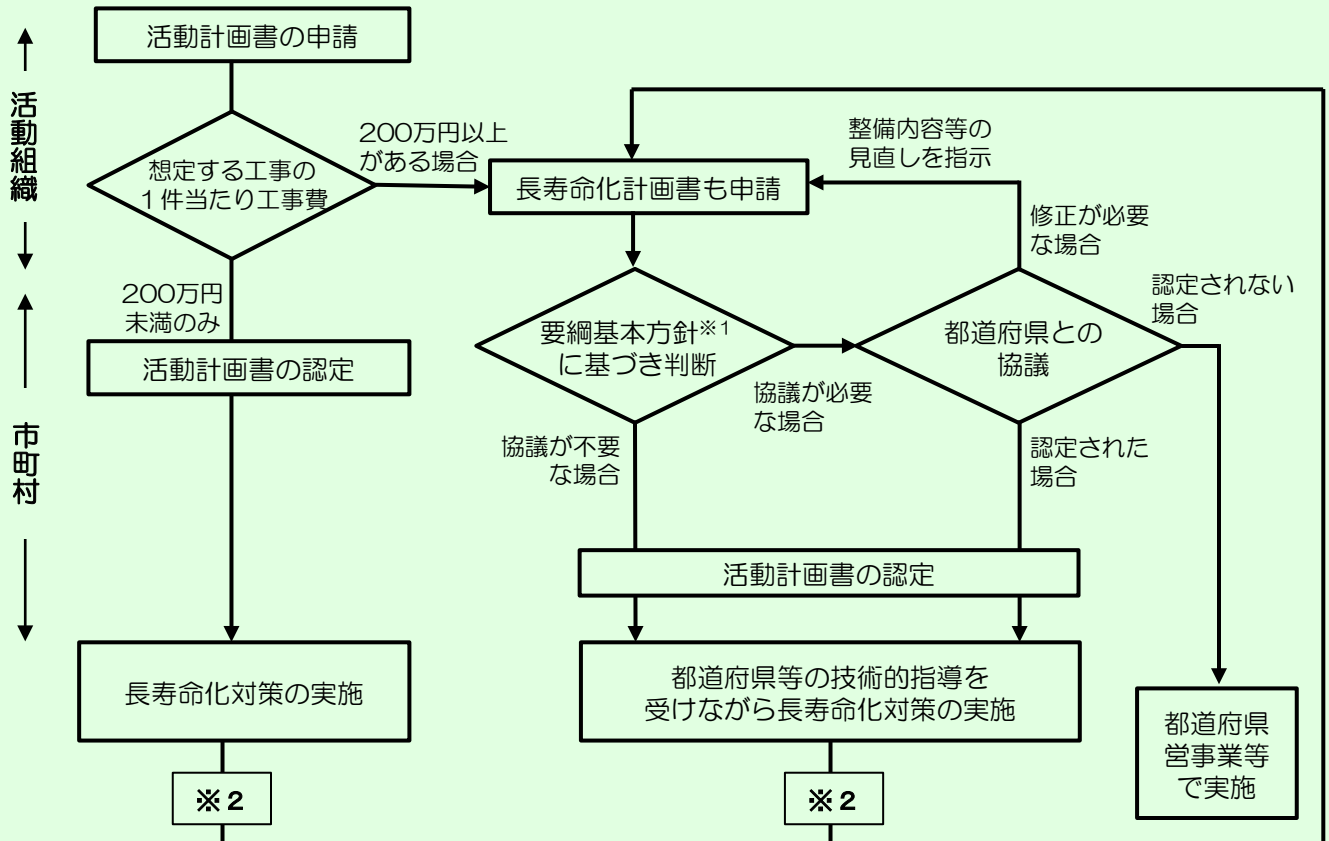 活動計画書の申請
活動組織
想定する工事の
1件当たり工事費
200万円以上
がある場合
長寿命化計画書も申請
整備内容等の
見直しを指示
修正が必要
な場合
200万円
未満のみ
市町村
活動計画書の認定
要綱基本方針※1
に基づき判断
協議が必要
な場合
都道府県との
協議
認定されない
場合
協議が不要
な場合
認定された
場合
活動計画書の認定
長寿命化対策の実施
都道府県等の技術的指導を
受けながら長寿命化対策の実施
都道府県
営事業等
で実施
※2
※2